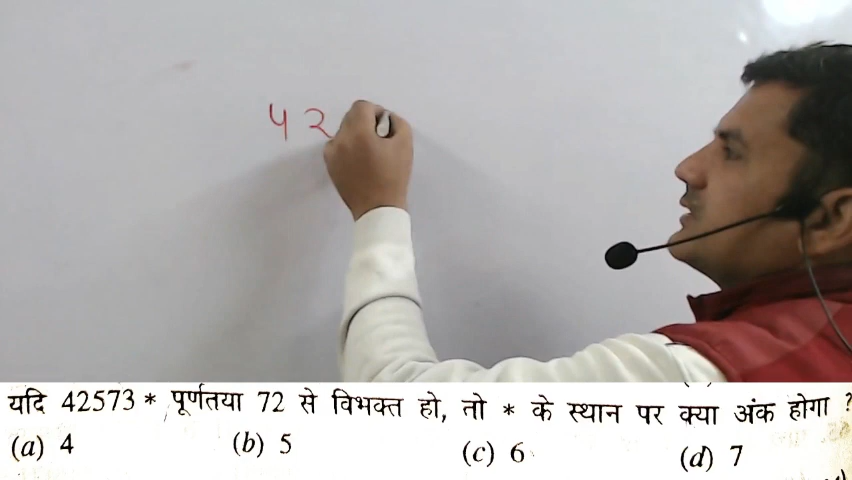 42
यदि 42573 * पूर्णतया 72 से विभक्त हो, तो * के स्थान पर क्या अंक होगा ?
(a) 4 (b) 5 (c) 6 (d) 7